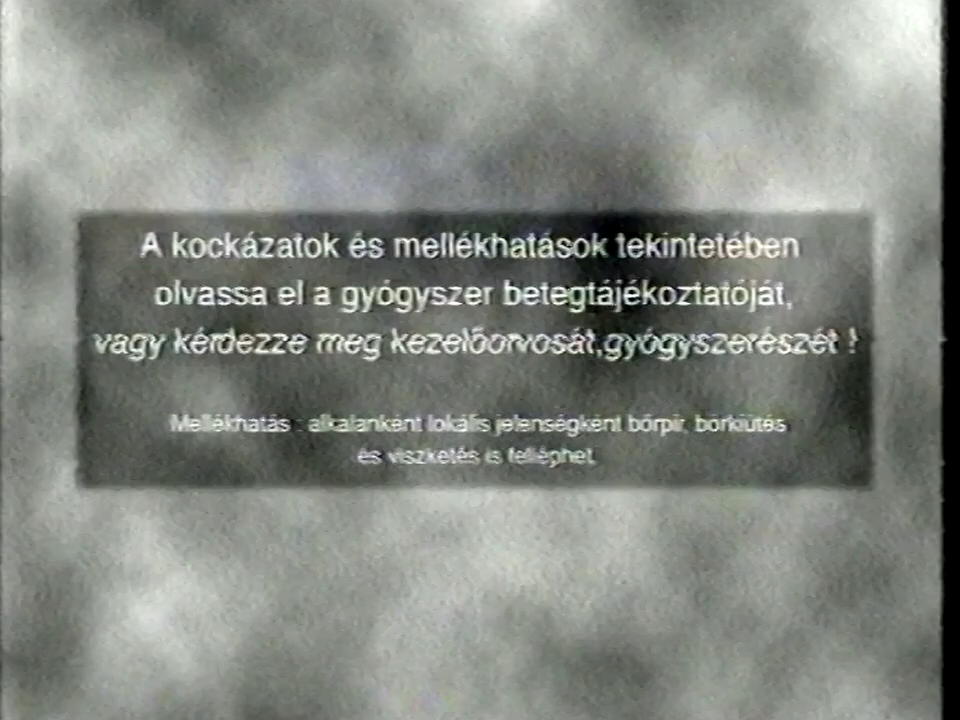 A kockázatok és mellékhatások tekintetében
olvassa el a gyógyszer betegtájékoztatóját,
vagy kérdezze meg kezelőorvosát,gyógyszerészét !
Mellékhatás : alkalanként lokális jelenségként bőrpír, börkiütés
és viszketés is felléphet.